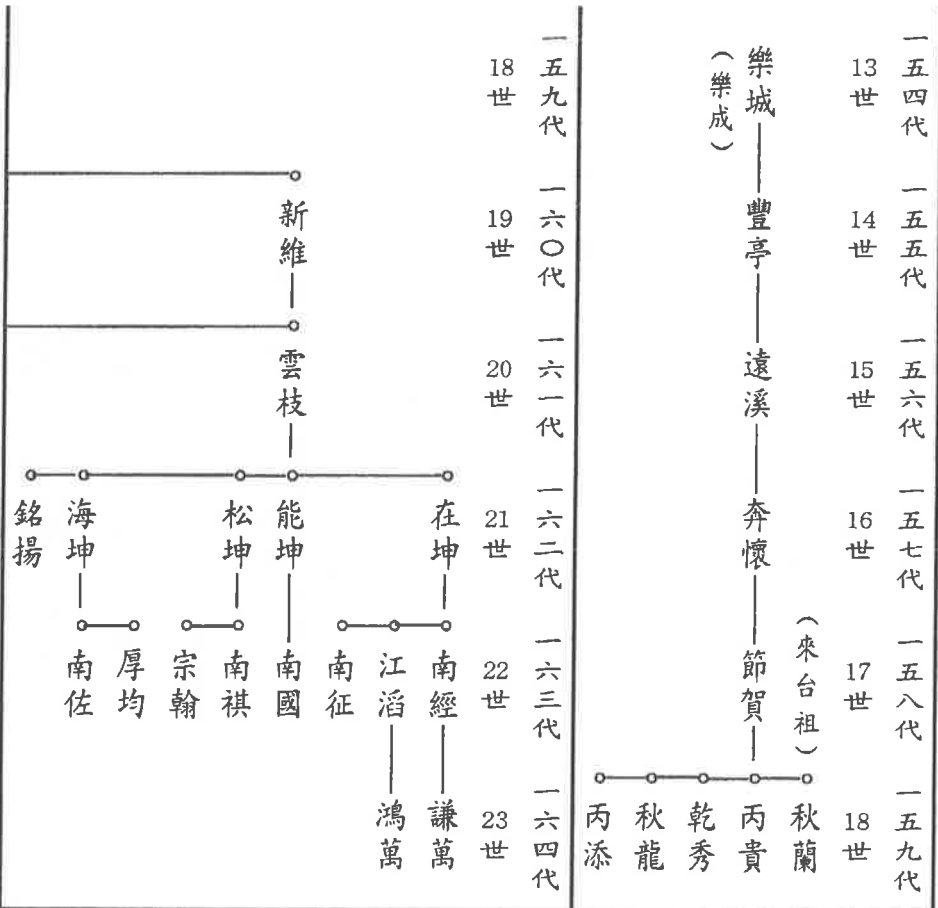 一五四代 一五五代 一五六代 一五七代 一五八代 一五九代
13世 14世 15世 16世 17世 18世
(來台祖)
秋蘭
樂城 豐亭 遠溪 奔懷 節賀 丙貴
(樂成)
乾秀
秋龍
丙添
一五九代 一六〇代 一六一代 一六二代 一六三代 一六四代
18世 19世 20世 21世 22世 23世
在坤 南經 謙萬
江滔 鴻萬
南征
新維 雲枝 能坤 南國
松坤 南祺
宗翰
厚均
海坤 南佐
銘揚